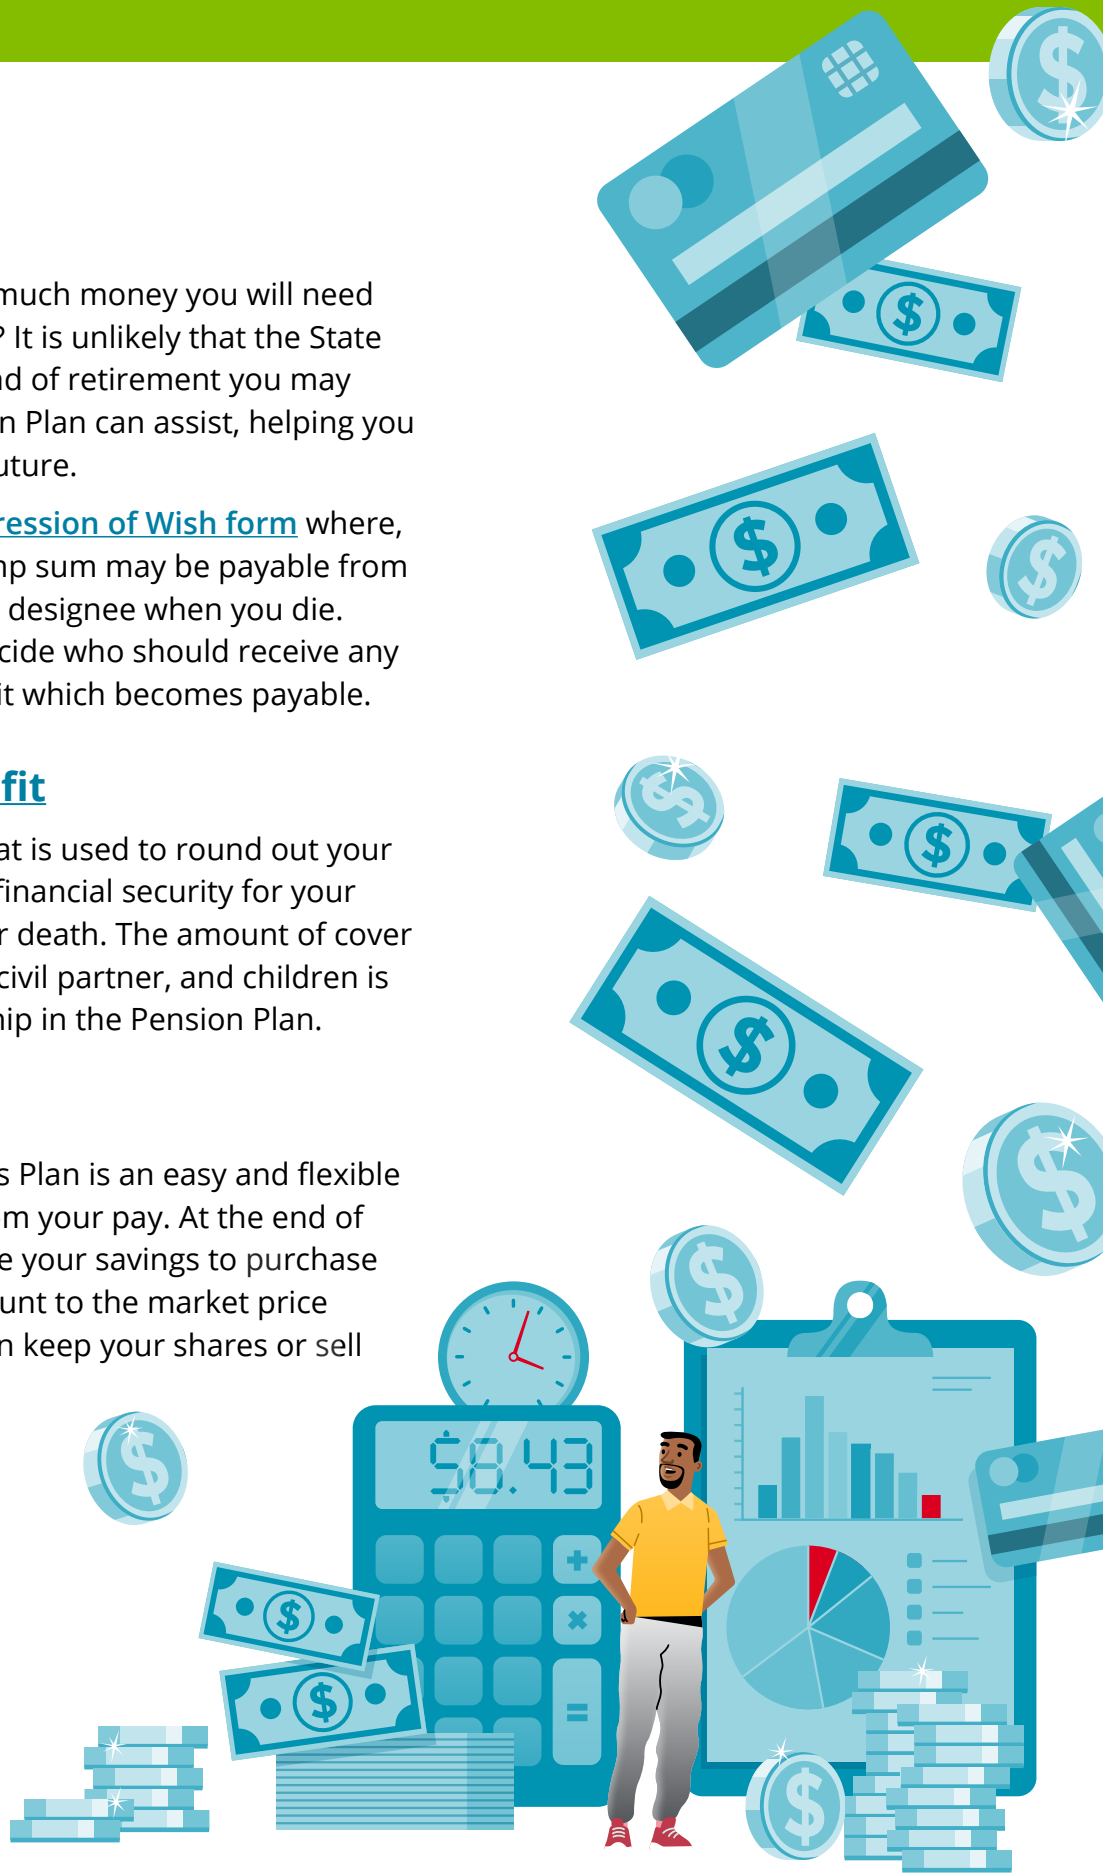 much money you will need
? It is unlikely that the State
nd of retirement you may
n Plan can assist, helping you
uture.
ression of Wish form where,
mp sum may be payable from
designee when you die.
cide who should receive any
it which becomes payable.
fit
at is used to round out your
financial security for your
r death. The amount of cover
civil partner, and children is
hip in the Pension Plan.
s Plan is an easy and flexible
m your pay. At the end of
e your savings to purchase
unt to the market price
n keep your shares or sell
$8.43